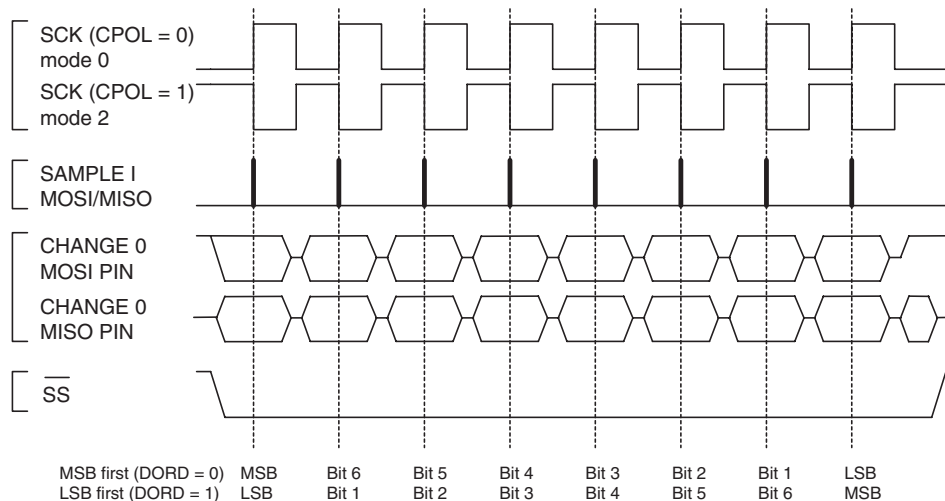 SCK (CPOL = 0)
mode 0
SCK (CPOL = 1)
mode 2
SAMPLE I
MOSI/MISO
CHANGE 0
MOSI PIN
CHANGE 0
MISO PIN
SS
MSB first (DORD = 0) MSB Bit 6 Bit 5 Bit 4 Bit 3 Bit 2 Bit 1 LSB
LSB first (DORD = 1) LSB Bit 1 Bit 2 Bit 3 Bit 4 Bit 5 Bit 6 MSB